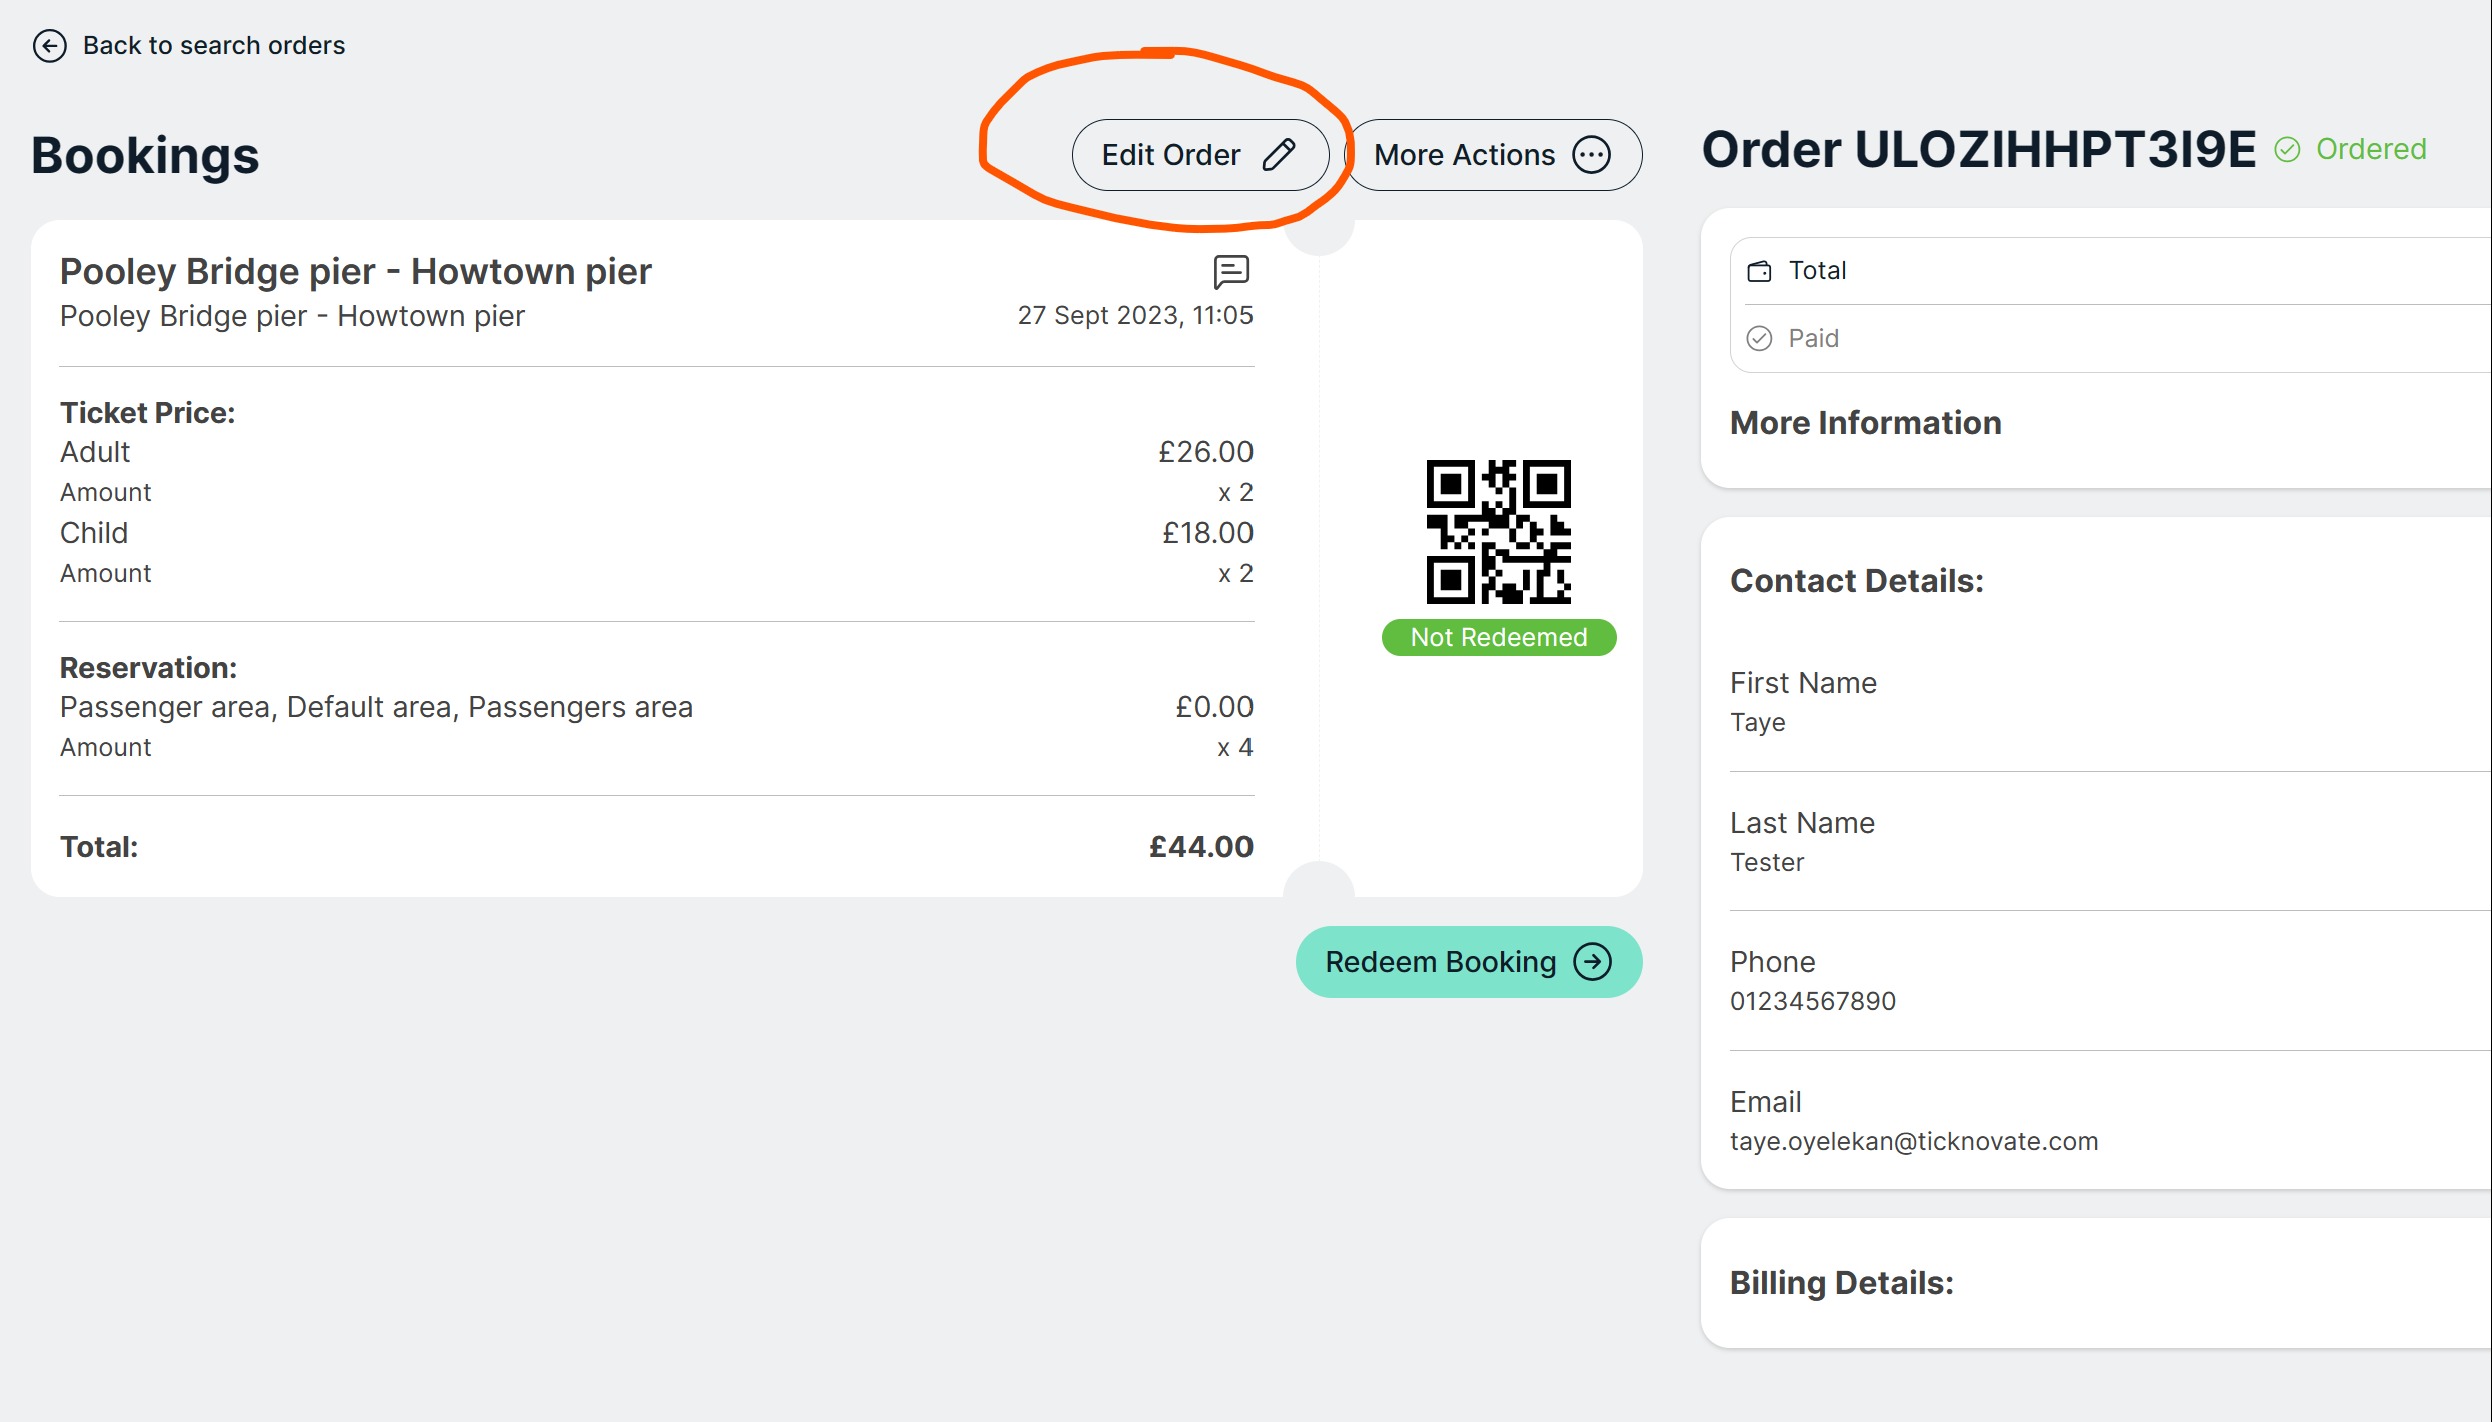 Back to search orders
Bookings
Edit Order
More Actions
Pooley Bridge pier - Howtown pier
Pooley Bridge pier - Howtown pier
27 Sept 2023, 11:05
Ticket Price:
Adult £26.00
Amount x 2
Child £18.00
Amount x 2
Reservation:
Passenger area, Default area, Passengers area £0.00
Amount x 4
Total: £44.00
Not Redeemed
Redeem Booking
Order ULOZIHHPT3I9E Ordered
Total
Paid
More Information
Contact Details:
First Name
Taye
Last Name
Tester
Phone
01234567890
Email
taye.oyelekan@ticknovate.com
Billing Details: